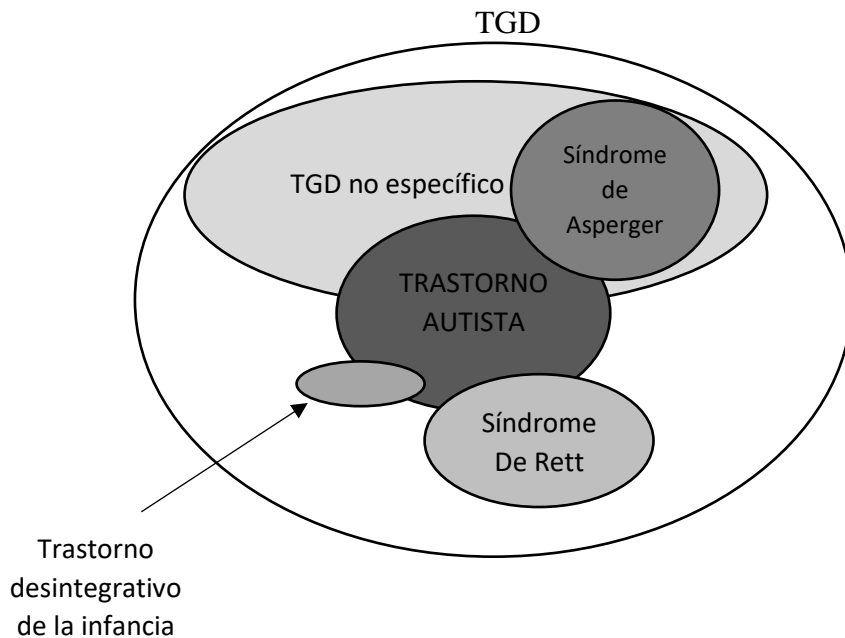 TGD
TGD no específico
Síndrome
de
Asperger
TRASTORNO
AUTISTA
Síndrome
De Rett
Trastorno
desintegrativo
de la infancia